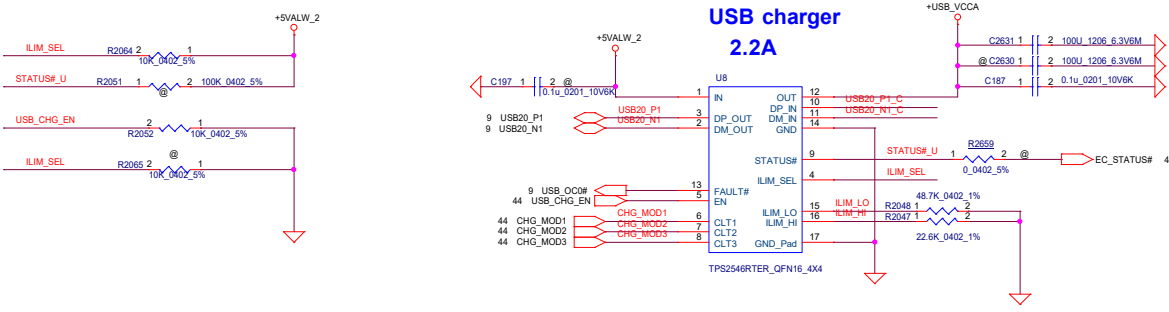 +5VALW_2
ILIM_SEL R2064 2 1
10K_0402_5%
STATUS#_U R2051 1 2 100K_0402_5%
@
USB_CHG_EN 2 1
R2052 10K_0402_5%
@
ILIM_SEL R2065 2 1
10K_0402_5%
USB charger
2.2A
+USB_VCCA
+5VALW_2
C2631 1 2 100U_1206_6.3V6M
@ C2630 1 2 100U_1206_6.3V6M
C187 1 2 0.1u_0201_10V6K
C197 1 2 @
0.1u_0201_10V6K
U8
1 IN OUT 12
DP_IN 10 USB20_P1_C
9 USB20_P1 USB20_P1 3 DP_OUT DM_IN 11 USB20_N1_C
9 USB20_N1 USB20_N1 2 DM_OUT GND 14
STATUS# 9 STATUS#_U 1 R2659 2 @ EC_STATUS# 4
0_0402_5%
ILIM_SEL 4 ILIM_SEL
9 USB_OC0# 13 FAULT#
44 USB_CHG_EN 5 EN
48.7K_0402_1%
ILIM_LO 15 ILIM_LO R2048 1 2
44 CHG_MOD1 CHG_MOD1 6 CLT1 ILIM_HI 16 ILIM_HI R2047 1 2
44 CHG_MOD2 CHG_MOD2 7 CLT2
22.6K_0402_1%
44 CHG_MOD3 CHG_MOD3 8 CLT3 GND_Pad 17
TPS2546RTER_QFN16_4X4